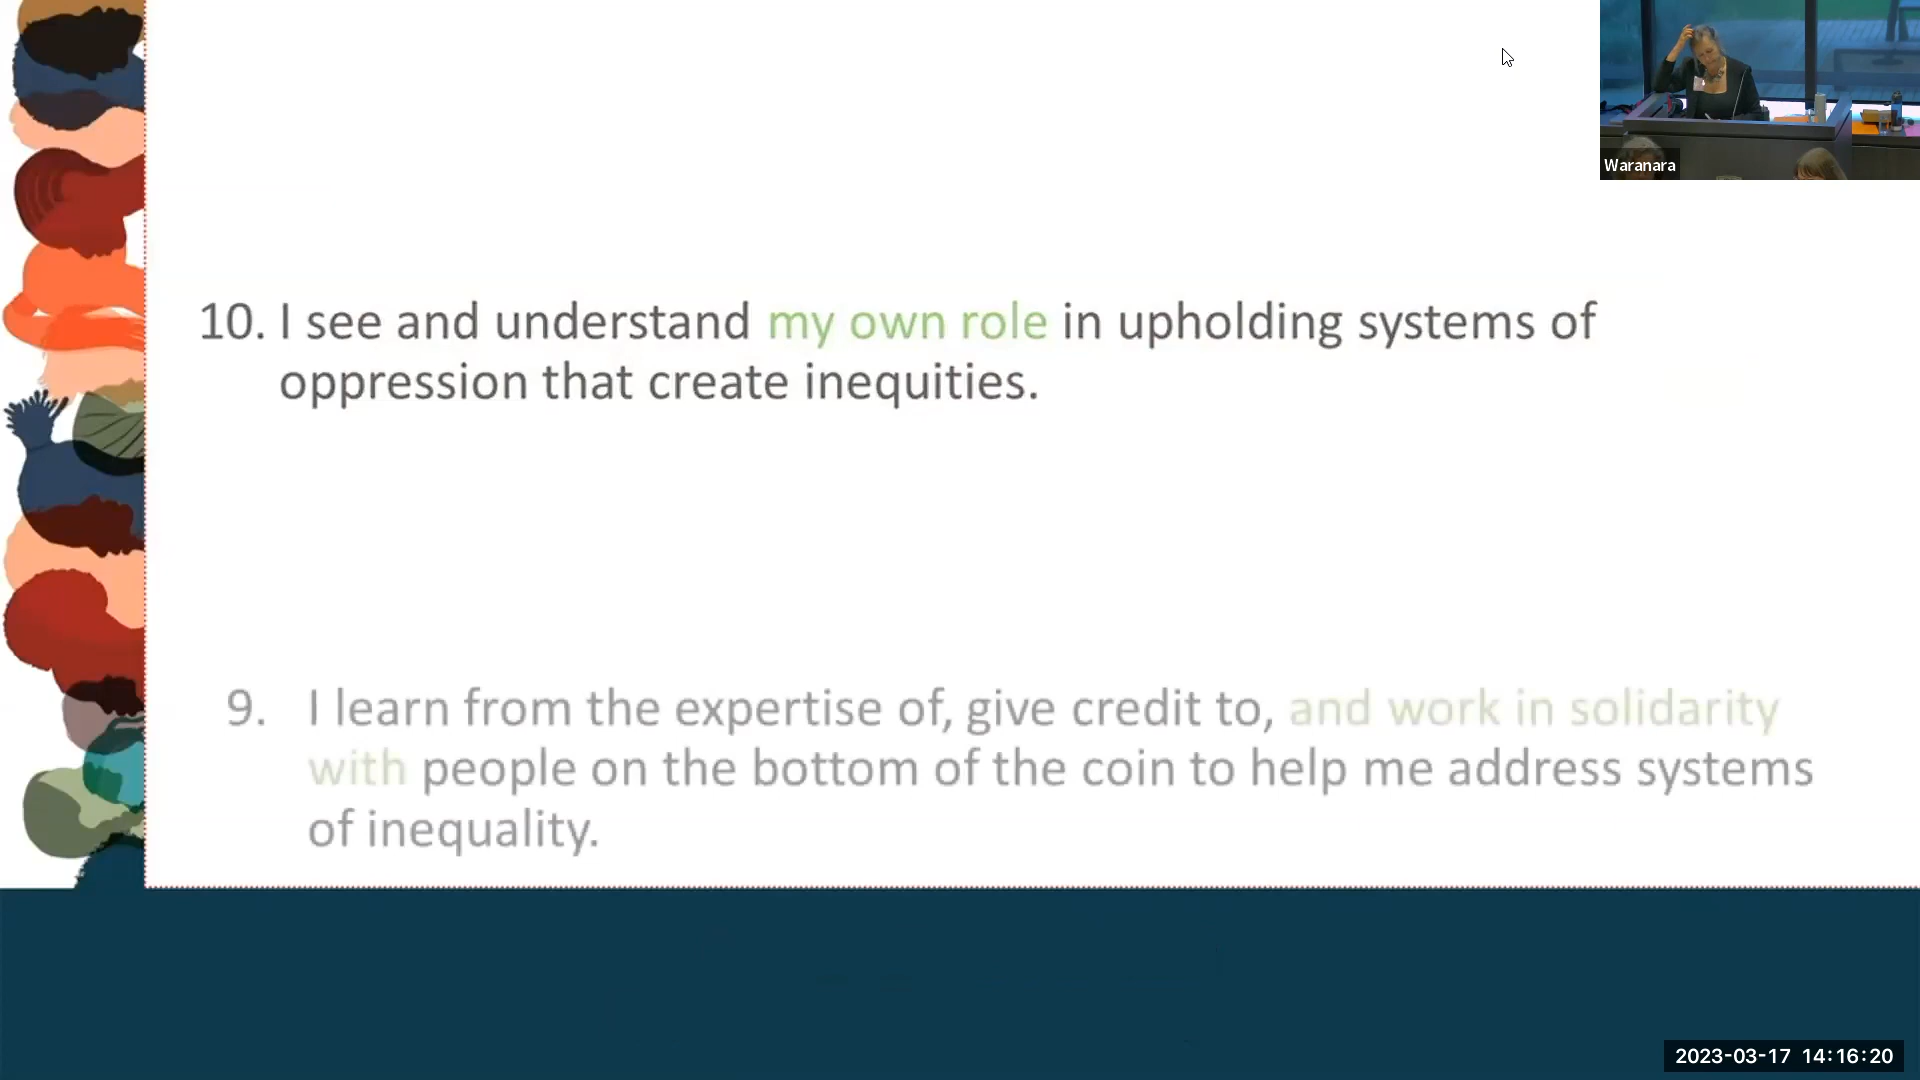 Waranara
10. I see and understand my own role in upholding systems of
oppression that create inequities.
9. I learn from the expertise of, give credit to, and work in solidarity
with people on the bottom of the coin to help me address systems
of inequality.
2023-03-17 14:16:20